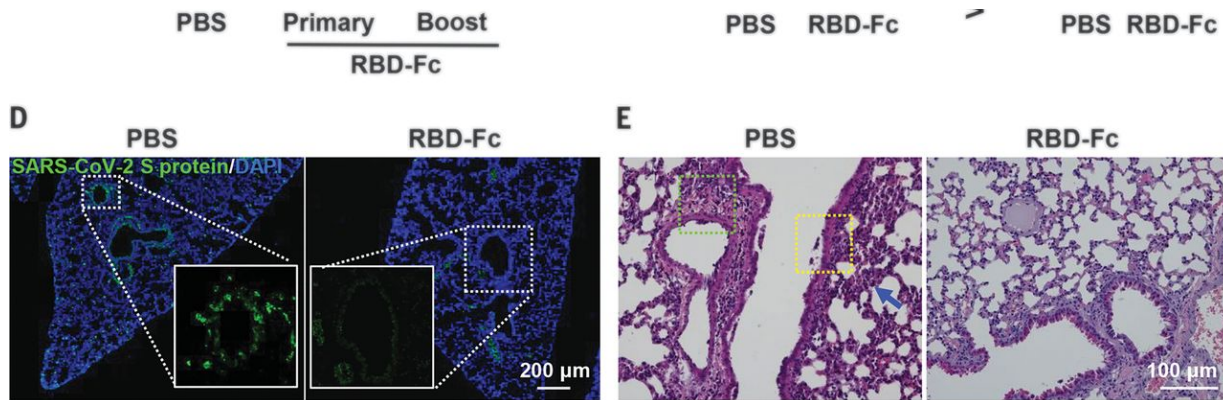 PBS Primary Boost
RBD-Fc
PBS RBD-Fc
PBS RBD-Fc
D
PBS RBD-Fc
SARS-CoV-2 S protein/DAPI
200 µm
E
PBS RBD-Fc
100 µm